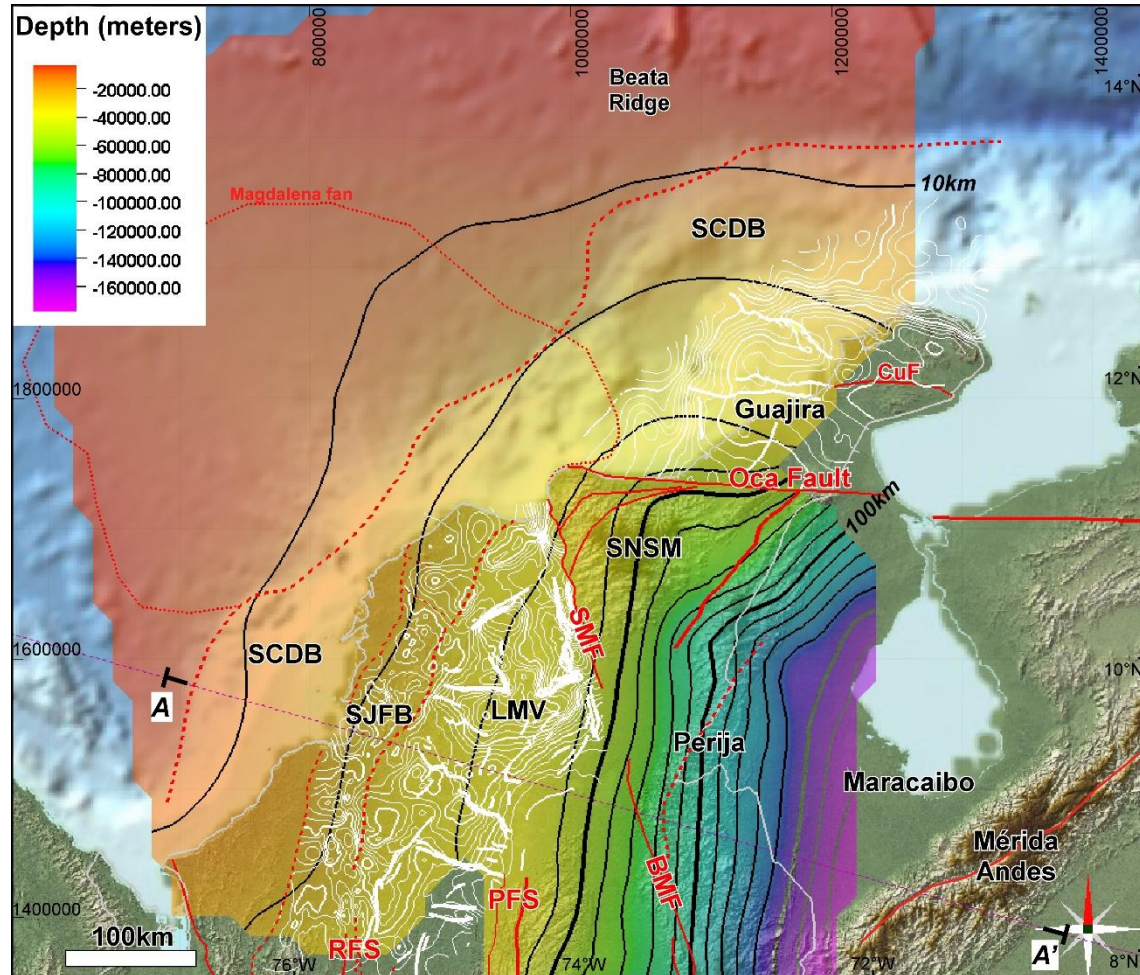 Depth (meters)
-20000.00
-40000.00
-60000.00
-80000.00
-100000.00
-120000.00
-140000.00
-160000.00
800000
1000000
1200000
1400000
14°N
Beata
Ridge
Magdalena fan
10km
SCDB
1800000
12°N
CuF
Guajira
Oca Fault
100km
SNSM
SMF
1600000
10°N
SCDB
A
SJFB
LMV
Perija
Maracaibo
Mérida
Andes
BMF
PFS
1400000
RFS
100km
76°W
74°W
72°W
A'
8°N